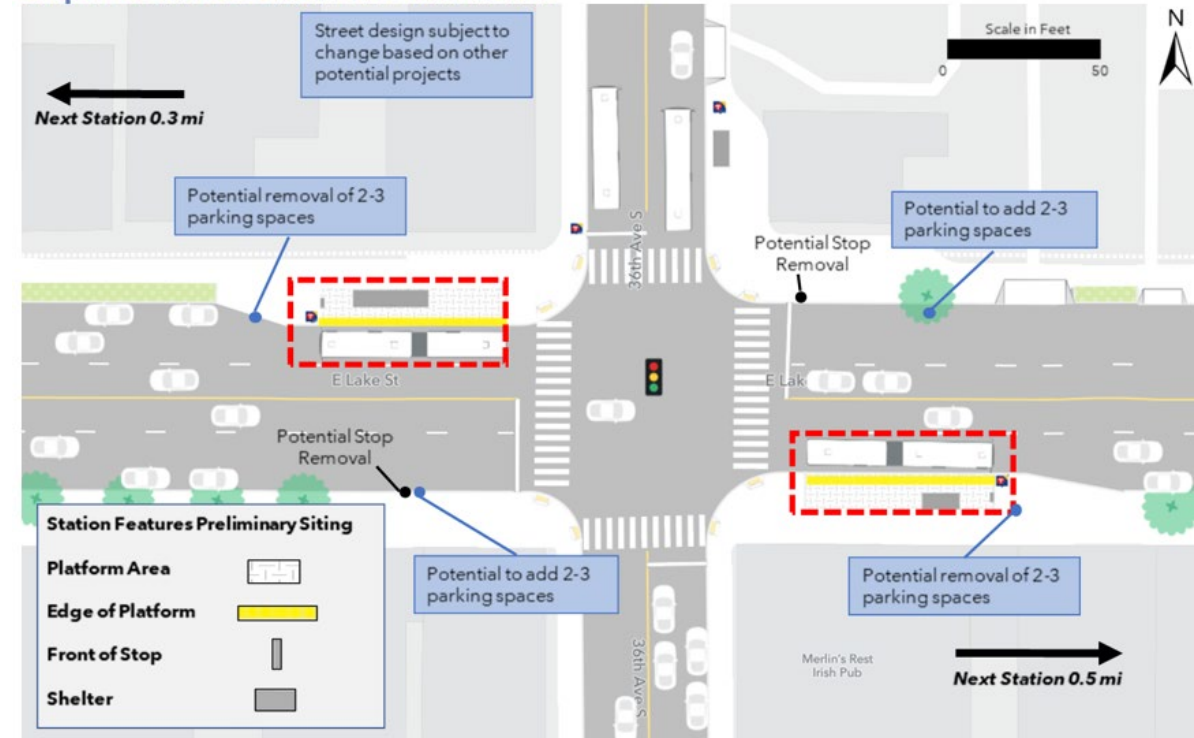 Street design subject to
change based on other
potential projects
N
Scale in Feet
0
50
Next Station 0.3 mi
Potential removal of 2-3
parking spaces
36th Ave S
Potential to add 2-3
parking spaces
Potential Stop
Removal
E Lake St
E Lak
Potential Stop
Removal
Station Features Preliminary Siting
Platform Area
Edge of Platform
Front of Stop
Shelter
Potential to add 2-3
parking spaces
Potential removal of 2-3
parking spaces
36th Ave S
Merlin's Rest
Irish Pub
Next Station 0.5 mi